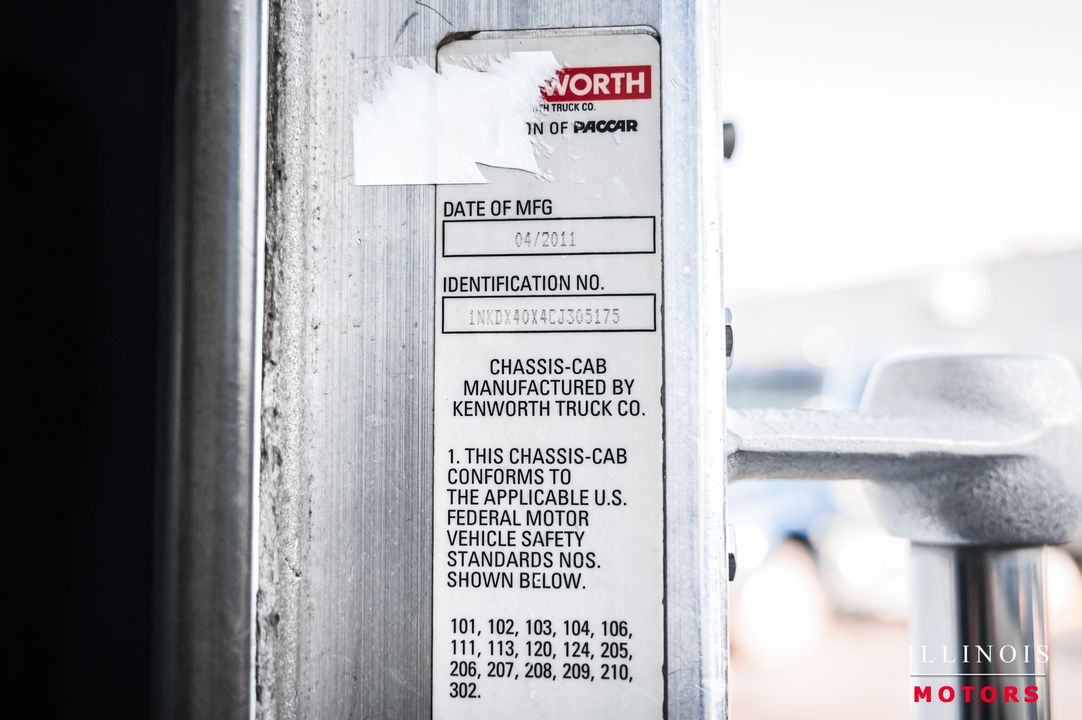 WORTH
TH TRUCK CO.
ON OF PACCAR
DATE OF MFG
04/2011
IDENTIFICATION NO.
1NKDX40X4CJ305175
CHASSIS-CAB
MANUFACTURED BY
KENWORTH TRUCK CO.
1. THIS CHASSIS-CAB
CONFORMS TO
THE APPLICABLE U.S.
FEDERAL MOTOR
VEHICLE SAFETY
STANDARDS NOS.
SHOWN BELOW.
101, 102, 103, 104, 106,
111, 113, 120, 124, 205,
206, 207, 208, 209, 210,
302.
ILLINOIS
MOTORS